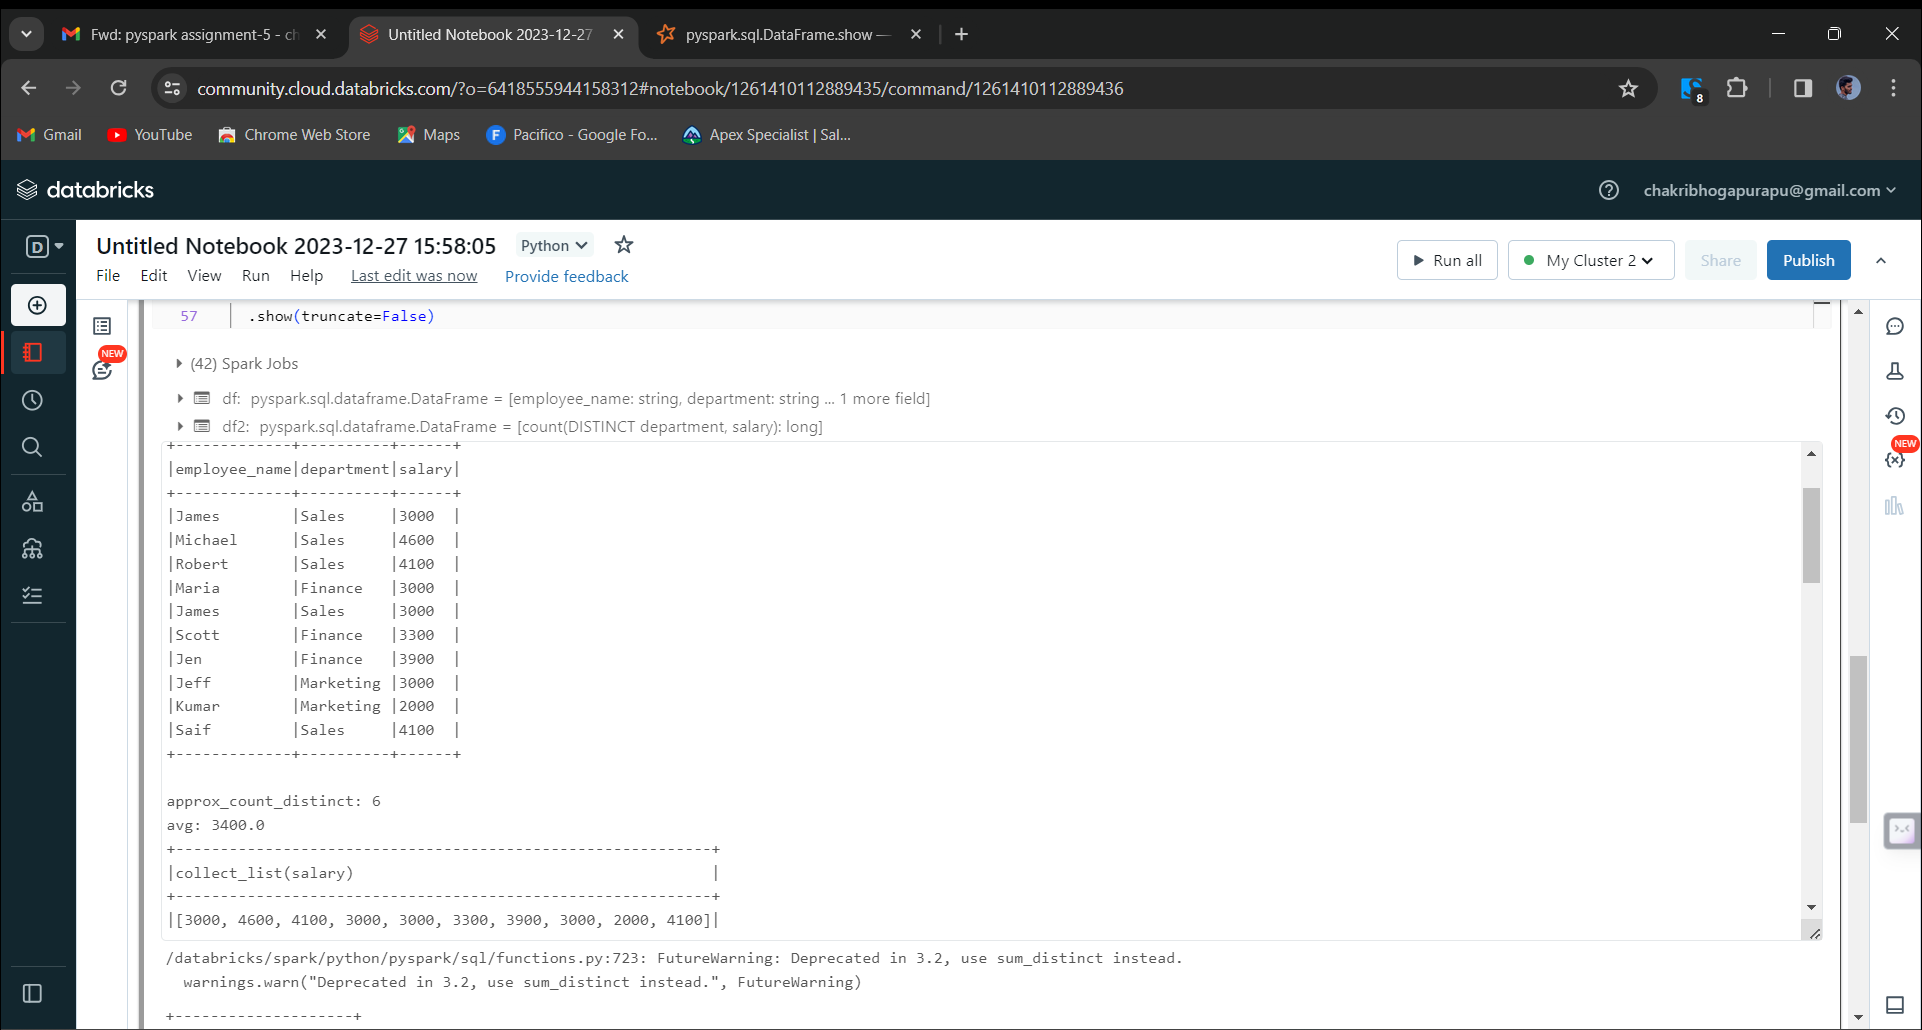 Fwd: pyspark assignment-5 - ch
Untitled Notebook 2023-12-27
pyspark.sql.DataFrame.show —
community.cloud.databricks.com/?o=6418555944158312#notebook/1261410112889435/command/1261410112889436
8
Gmail
YouTube
Chrome Web Store
Maps
F
Pacifico - Google Fo...
Apex Specialist | Sal...
databricks
chakribhogapurapu@gmail.com
D
Untitled Notebook 2023-12-27 15:58:05
Python
File Edit View Run Help Last edit was now Provide feedback
Run all
My Cluster 2
Share
Publish
NEW
NEW
57 .show(truncate=False)
(42) Spark Jobs
df: pyspark.sql.dataframe.DataFrame = [employee_name: string, department: string ... 1 more field]
df2: pyspark.sql.dataframe.DataFrame = [count(DISTINCT department, salary): long]
+-------------+----------+------+
|employee_name|department|salary|
+-------------+----------+------+
|James        |Sales     |3000  |
|Michael      |Sales     |4600  |
|Robert       |Sales     |4100  |
|Maria        |Finance   |3000  |
|James        |Sales     |3000  |
|Scott        |Finance   |3300  |
|Jen          |Finance   |3900  |
|Jeff         |Marketing |3000  |
|Kumar        |Marketing |2000  |
|Saif         |Sales     |4100  |
+-------------+----------+------+
approx_count_distinct: 6
avg: 3400.0
+------------------------------------------------------------+
|collect_list(salary)                                        |
+------------------------------------------------------------+
|[3000, 4600, 4100, 3000, 3000, 3300, 3900, 3000, 2000, 4100]|
/databricks/spark/python/pyspark/sql/functions.py:723: FutureWarning: Deprecated in 3.2, use sum_distinct instead.
  warnings.warn("Deprecated in 3.2, use sum_distinct instead.", FutureWarning)
+--------------------+